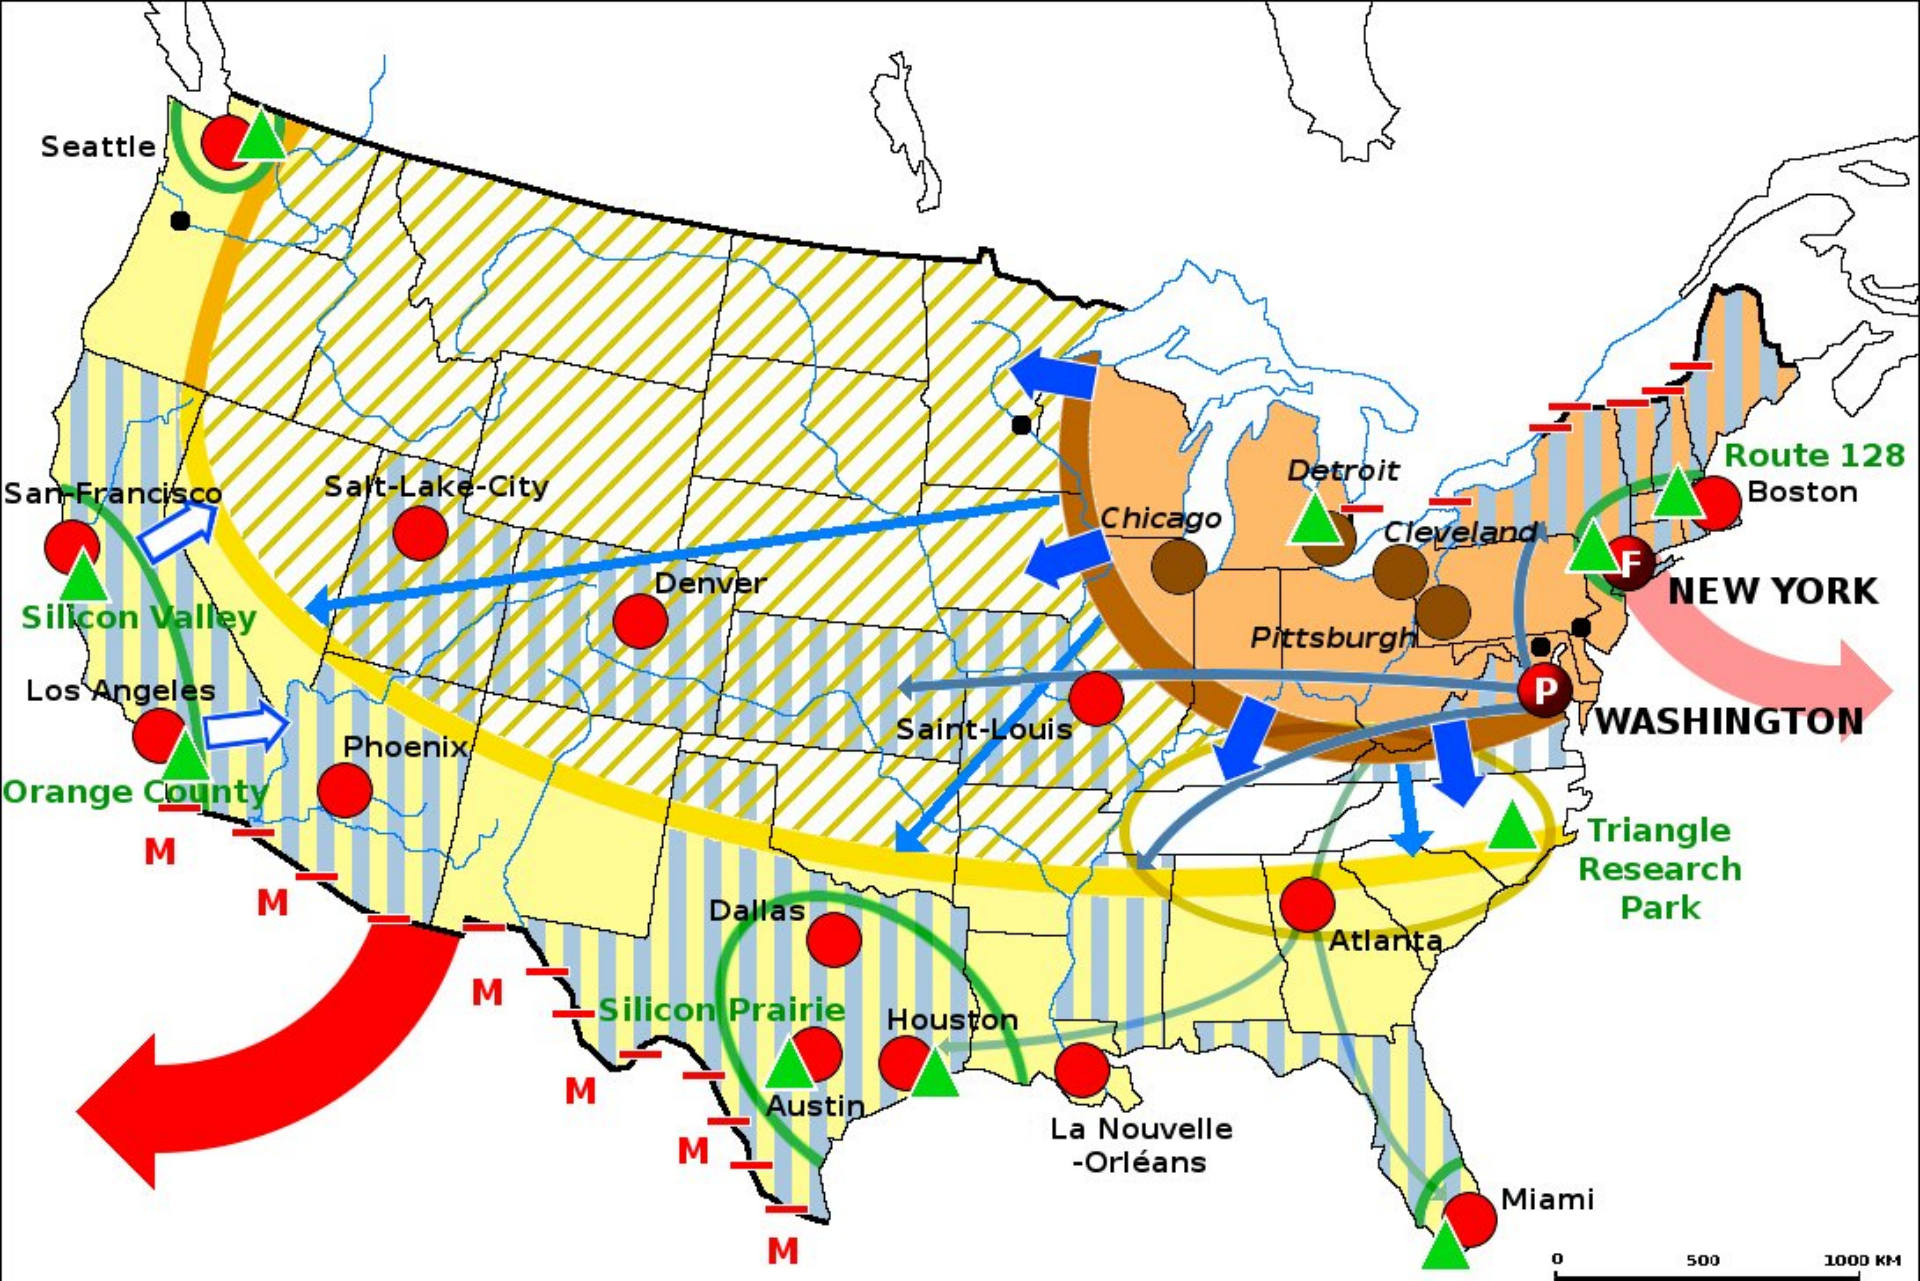 Seattle
Route 128
Boston
Detroit
Salt-Lake-City
San-Francisco
Chicago
Cleveland
F
NEW YORK
Denver
Silicon Valley
Pittsburgh
Los Angeles
P
WASHINGTON
Saint-Louis
Phoenix
Orange County
Triangle
Research
Park
M
M
Dallas
Atlanta
M
Silicon Prairie
Houston
M
Austin
La Nouvelle
-Orléans
M
Miami
M
0 500 1000 KM